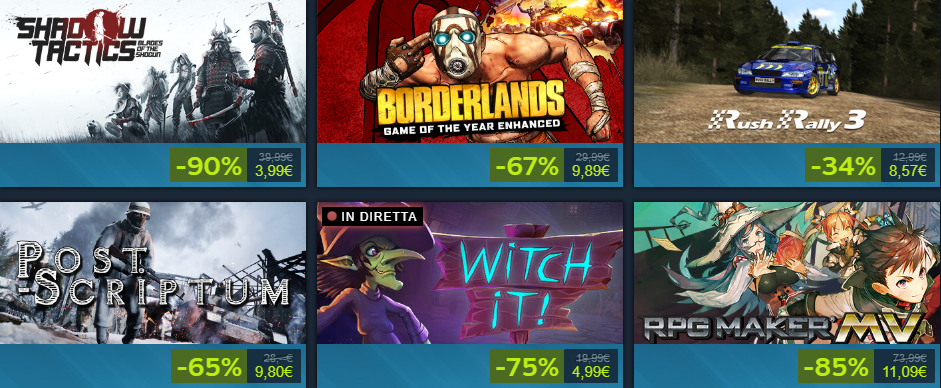 SHADOW
TACTICS
BLADES
OF THE
SHOGUN
-90%
39,99€
3,99€
BORDERLANDS
GAME OF THE YEAR ENHANCED
-67%
29,99€
9,89€
Rush Rally 3
-34%
12,99€
8,57€
POST
-SCRIPTUM
-65%
28,--€
9,80€
IN DIRETTA
WiTCH
iT!
-75%
19,99€
4,99€
RPG MAKER MV
-85%
73,99€
11,09€